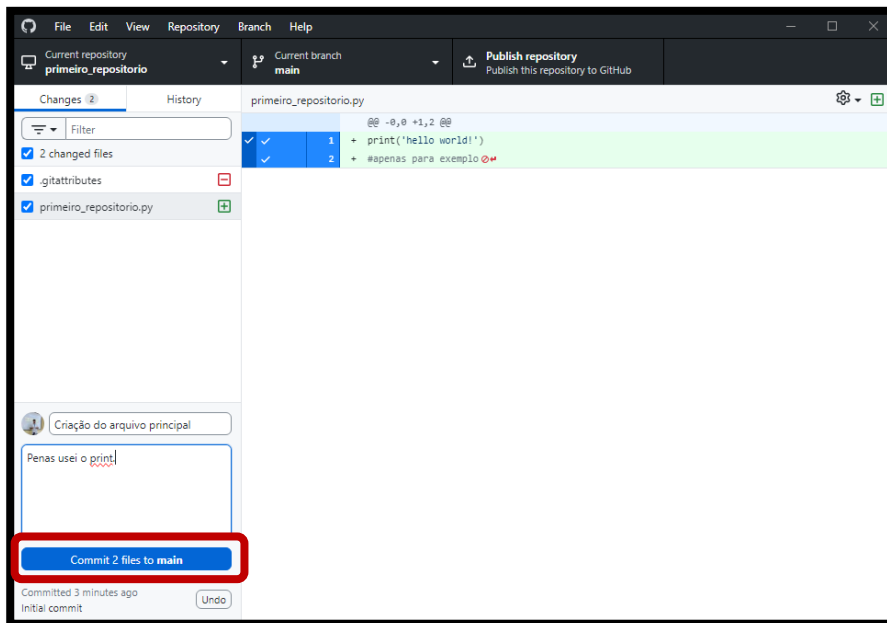 File Edit View Repository Branch Help
Current repository
primeiro_repositorio
Current branch
main
Publish repository
Publish this repository to GitHub
Changes 2 History
Filter
2 changed files
.gitattributes
primeiro_repositorio.py
primeiro_repositorio.py
@@ -0,0 +1,2 @@
1 + print('hello world!')
2 + #apenas para exemplo
Criação do arquivo principal
Penas usei o print.
Commit 2 files to main
Committed 3 minutes ago
Initial commit
Undo